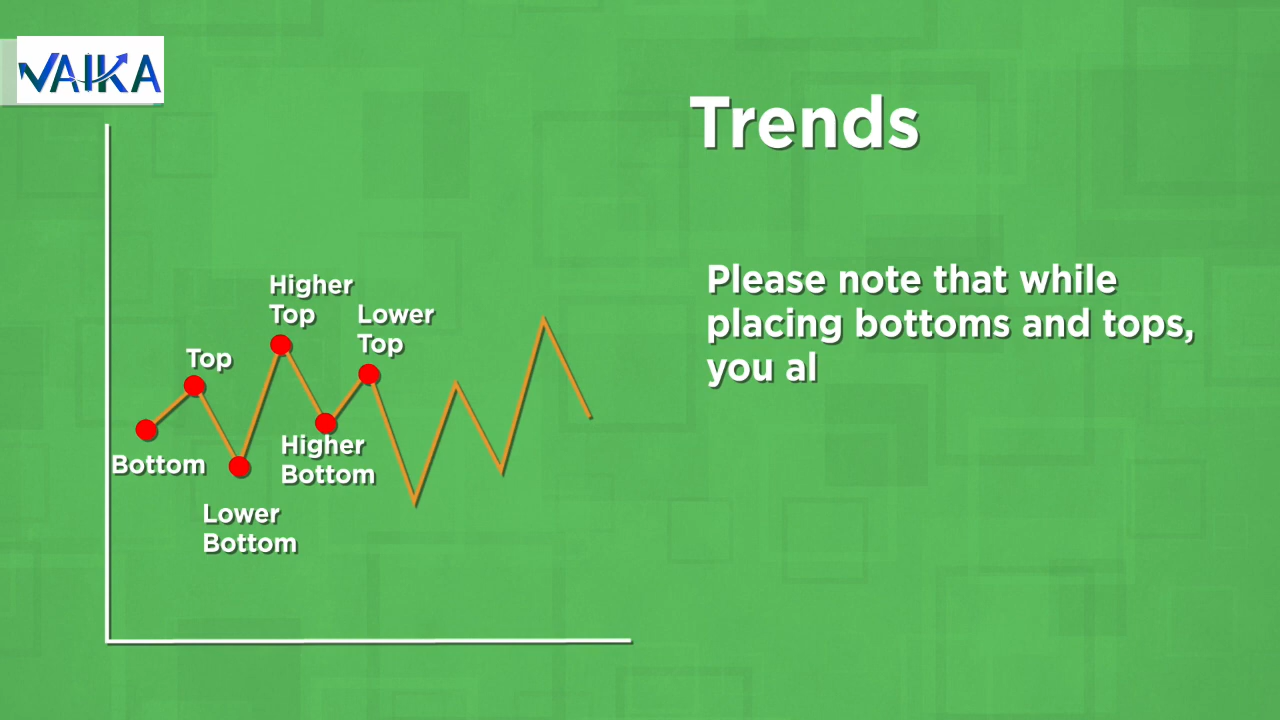 VAIKA
Trends
Higher
Top
Lower
Top
Top
Bottom
Higher
Bottom
Lower
Bottom
Please note that while
placing bottoms and tops,
you al